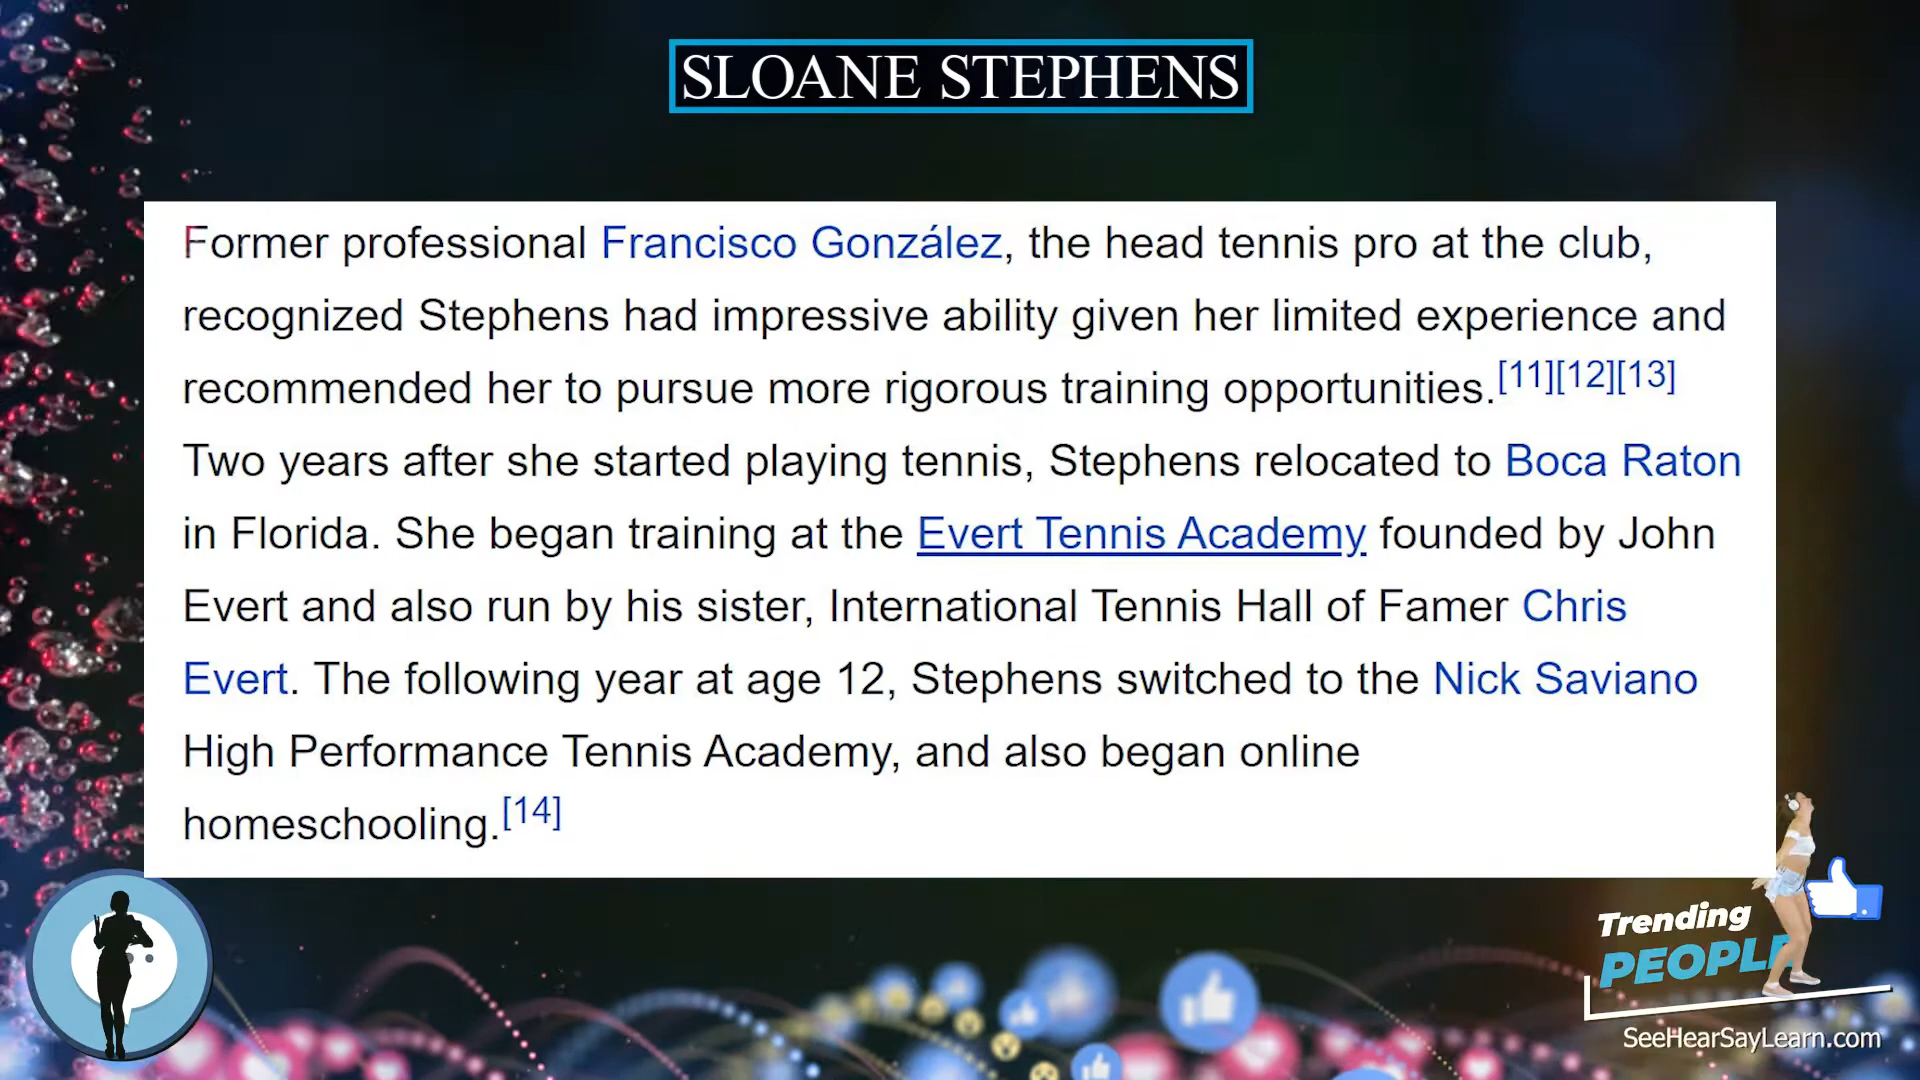 SLOANE STEPHENS
Former professional Francisco González, the head tennis pro at the club,
recognized Stephens had impressive ability given her limited experience and
recommended her to pursue more rigorous training opportunities.[11][12][13]
Two years after she started playing tennis, Stephens relocated to Boca Raton
in Florida. She began training at the Evert Tennis Academy founded by John
Evert and also run by his sister, International Tennis Hall of Famer Chris
Evert. The following year at age 12, Stephens switched to the Nick Saviano
High Performance Tennis Academy, and also began online
homeschooling.[14]
Trending
PEOPLE
SeeHearSayLearn.com